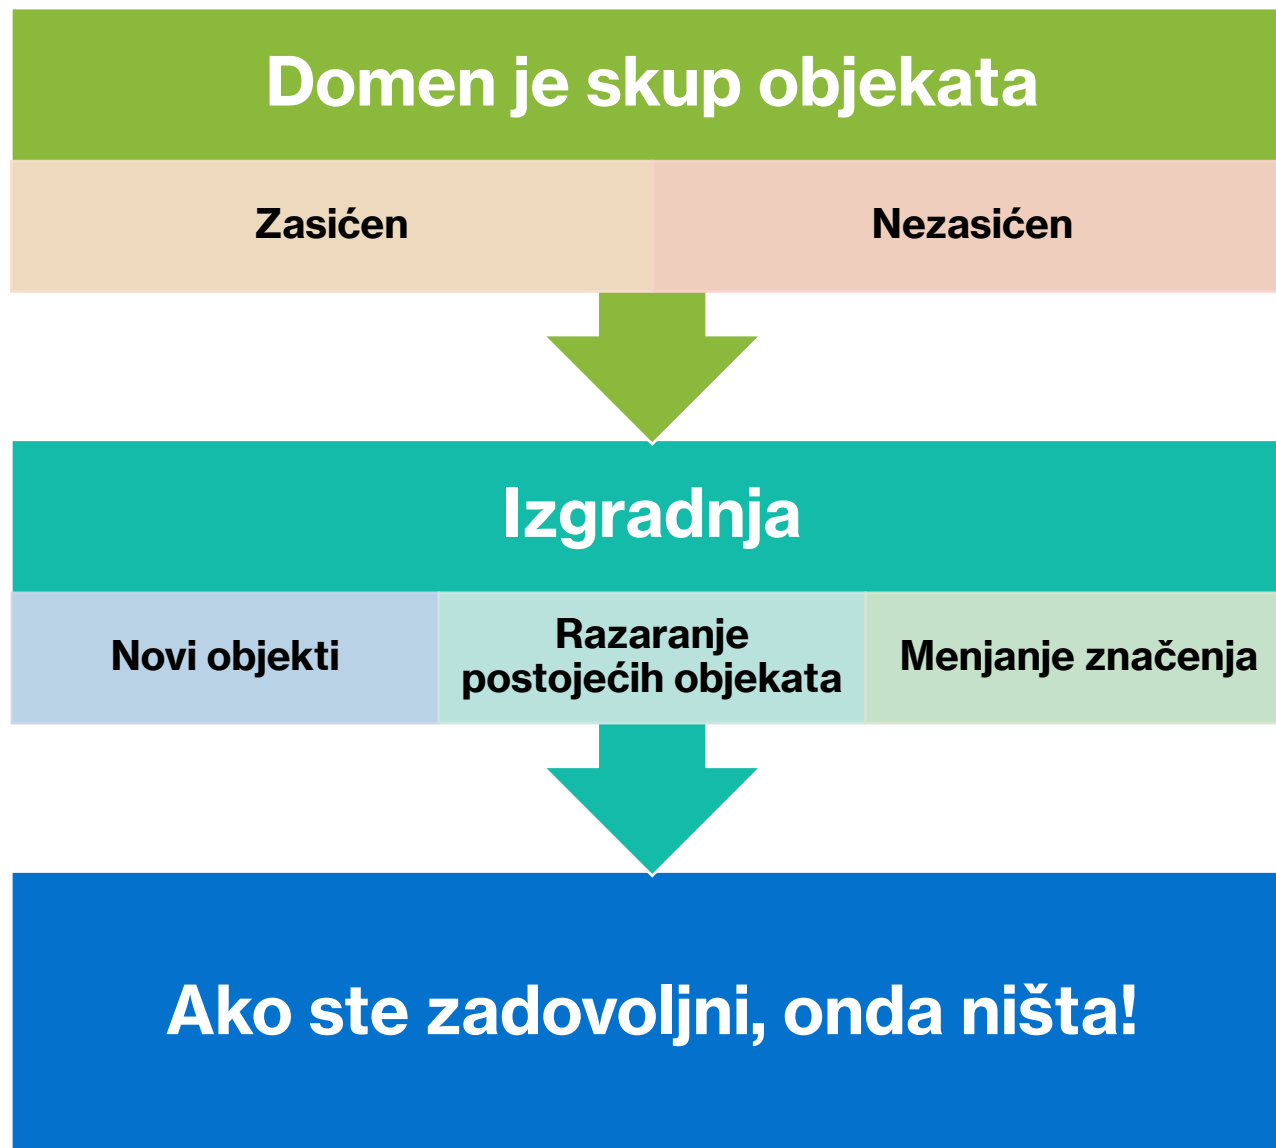 Domen je skup objekata
Zasićen
Nezasićen
Izgradnja
Novi objekti
Razaranje
postojećih objekata
Menjanje značenja
Ako ste zadovoljni, onda ništa!